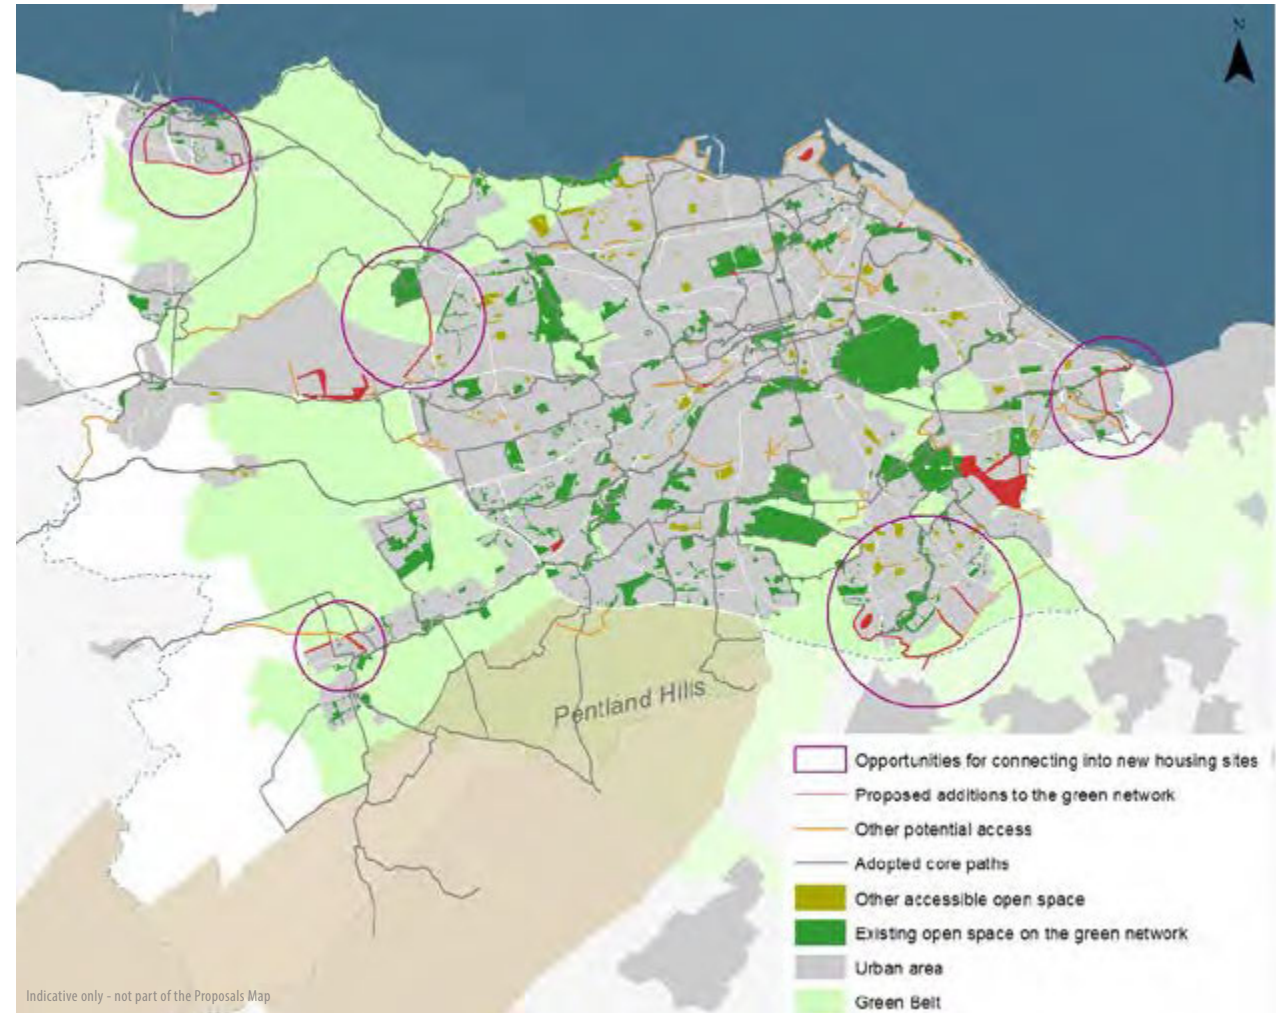 N
Pentland Hills
Opportunities for connecting into new housing sites
Proposed additions to the green network
Other potential access
Adopted core paths
Other accessible open space
Existing open space on the green network
Urban area
Green Belt
Indicative only - not part of the Proposals Map